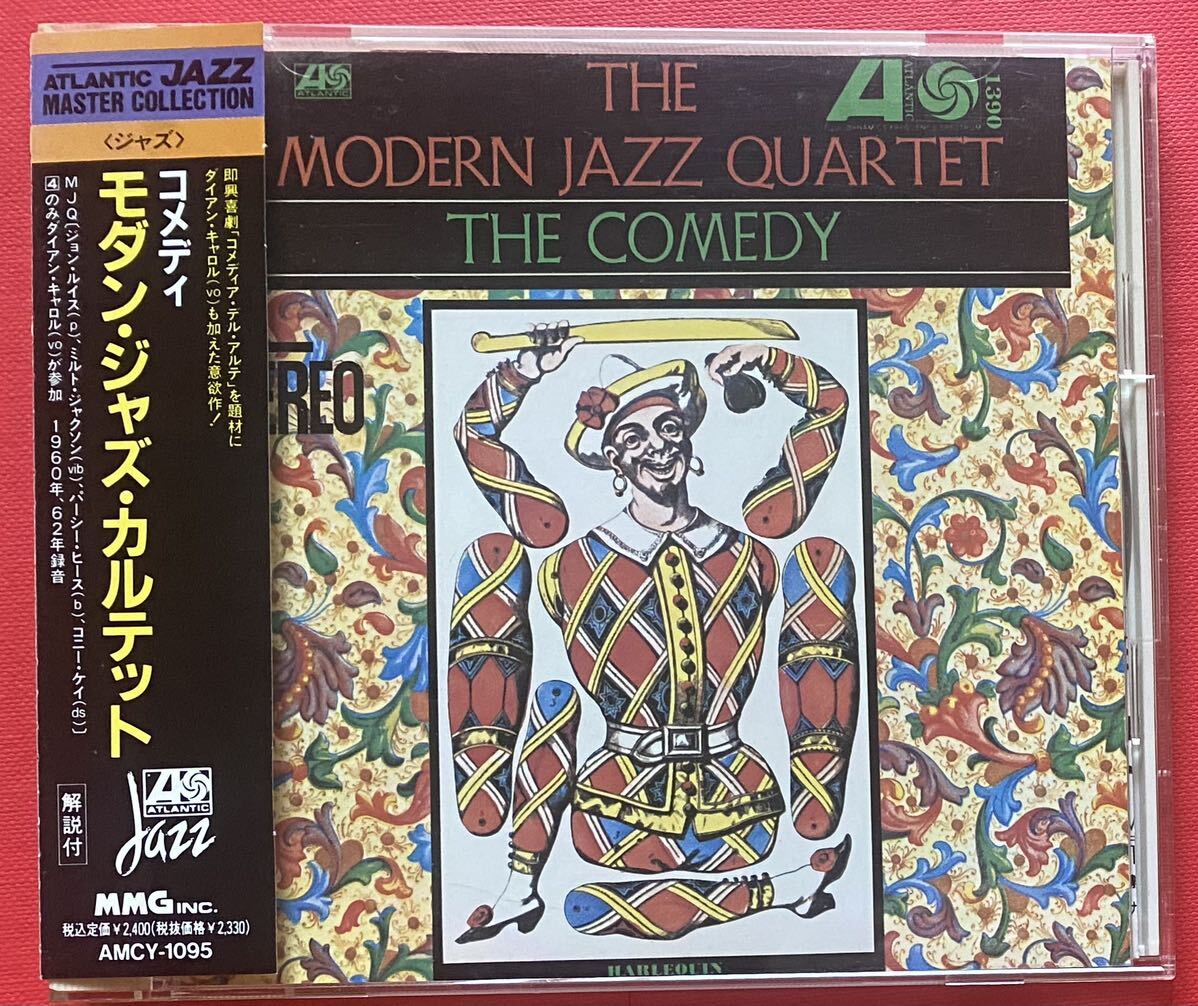 ATLANTIC JAZZ
MASTER COLLECTION
〈ジャズ〉
即興喜劇「コメディア・デル・アルテ」を題材に
ダイアン・キャロル(vo)も加えた意欲作!
コメディ
モダン・ジャズ・カルテット
MJQ〔ジョン・ルイス(p)、ミルト・ジャクソン(vib)、パーシー・ヒース(b)、コニー・ケイ(ds)〕
4のみダイアン・キャロル(vo)が参加 1960年、62年録音
ATLANTIC
Jazz
解説付
MMG INC.
税込定価¥2,400(税抜価格¥2,330)
AMCY-1095
ATLANTIC
THE
MODERN JAZZ QUARTET
THE COMEDY
A
ATLANTIC
1390
EREO
HARLEQUIN